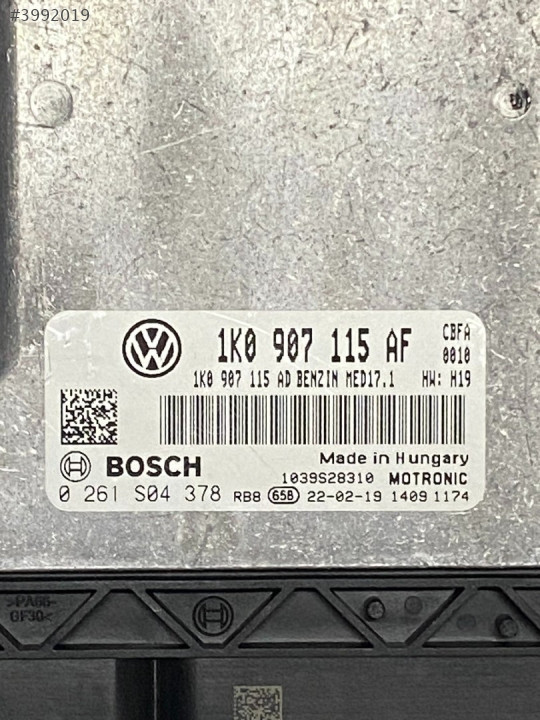 #3992019
1K0 907 115 AF
CBFA
0010
1K0 907 115 AD BENZIN MED17.1 HW: H19
BOSCH
Made in Hungary
1039S28310 MOTRONIC
0 261 S04 378 RB8 65B 22-02-19 1409 1174
>PA66-
GF30<